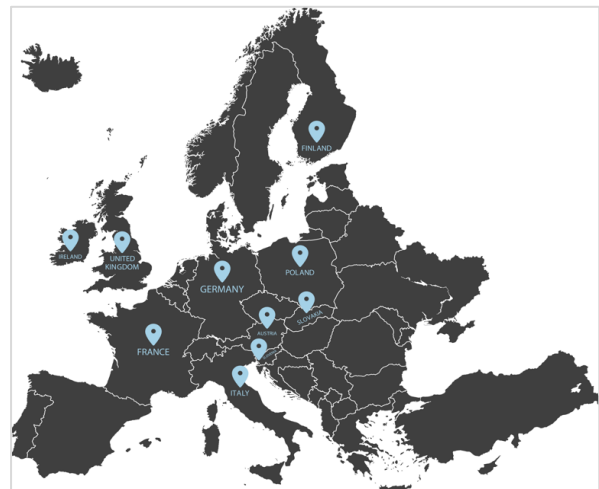 FINLAND
IRELAND
UNITED
KINGDOM
POLAND
GERMANY
SLOVAKIA
AUSTRIA
FRANCE
ITALY